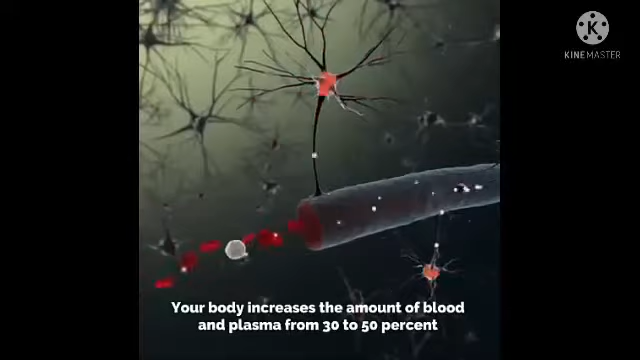 K
KINEMASTER
Your body increases the amount of blood
and plasma from 30 to 50 percent